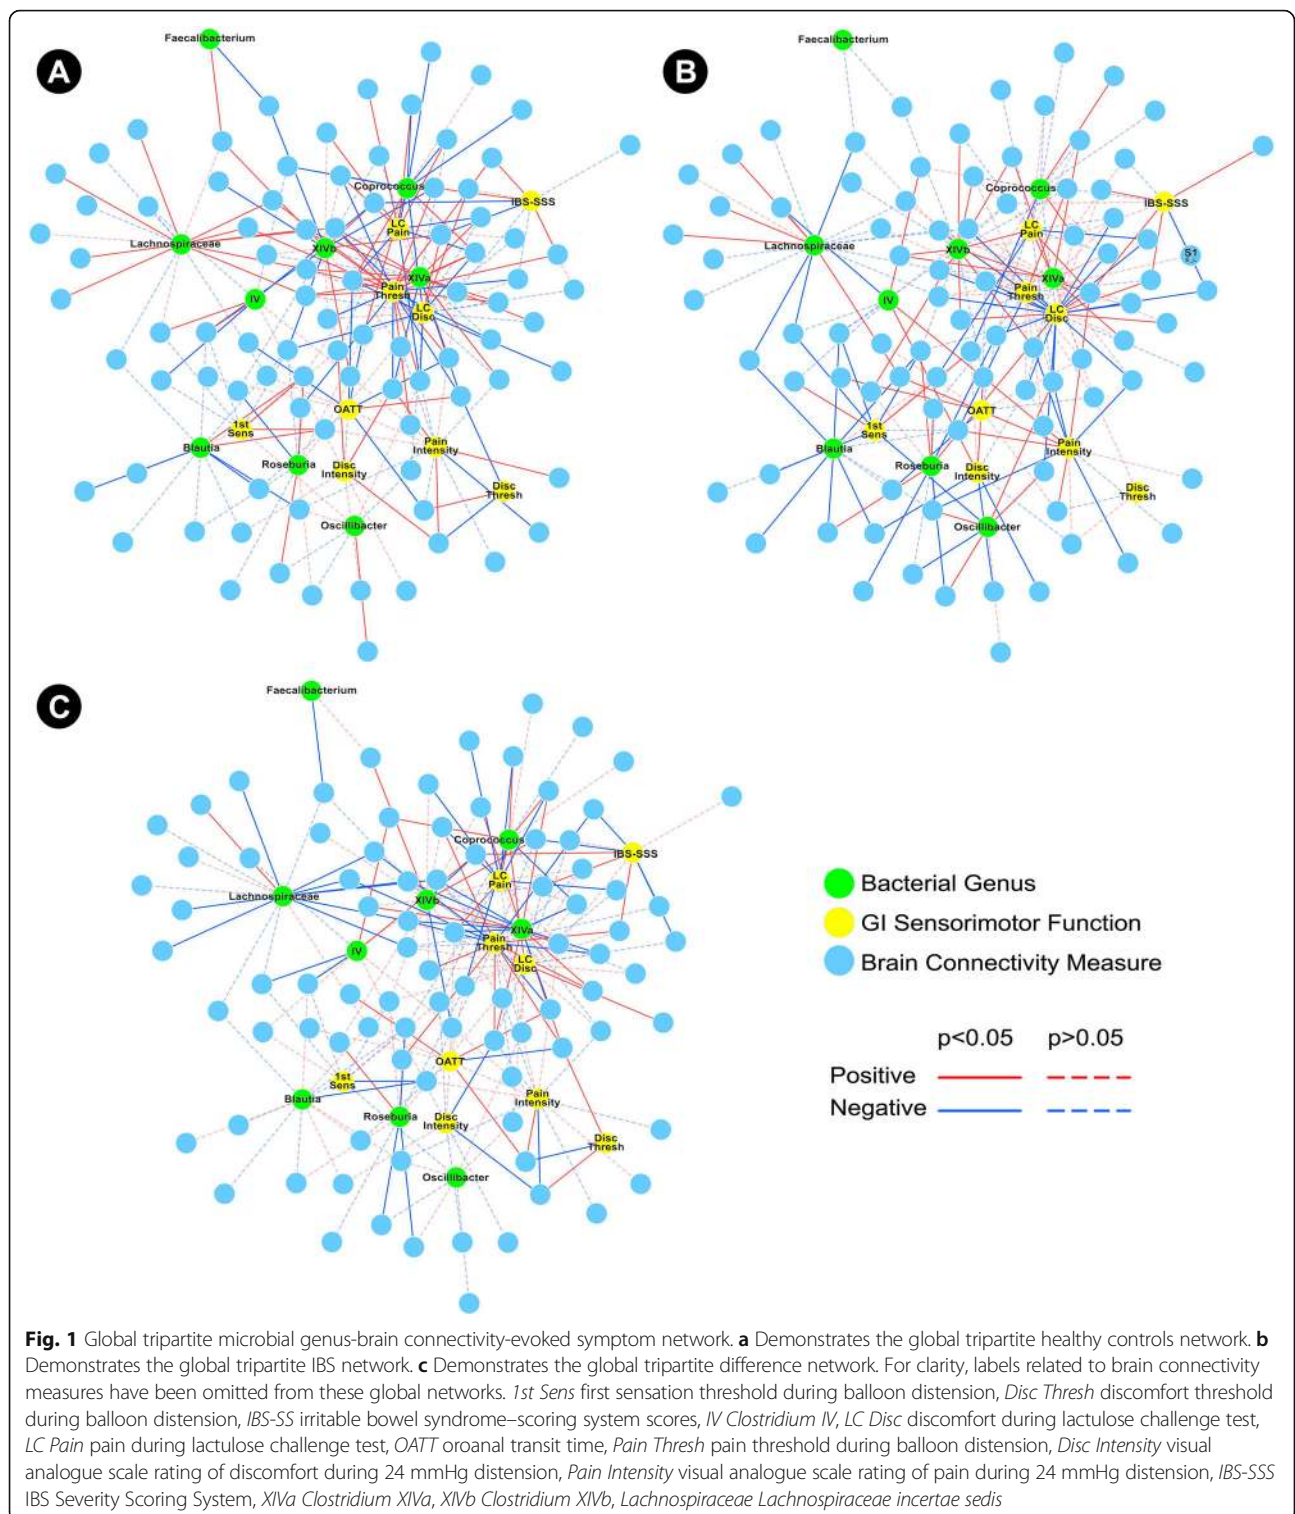 Faecalibacterium
A
Coprococcus
IBS-SSS
LC
Pain
Lachnospiraceae
XIVb
XIVa
Pain
Thresh
IV
LC
Disc
OATT
1st
Sens
Pain
Intensity
Blautia
Roseburia
Disc
Intensity
Disc
Thresh
Oscillibacter
Faecalibacterium
B
Coprococcus
IBS-SSS
LC
Pain
Lachnospiraceae
XIVb
S1
XIVa
Pain
Thresh
IV
LC
Disc
OATT
1st
Sens
Pain
Intensity
Blautia
Roseburia
Disc
Intensity
Disc
Thresh
Oscillibacter
C
Faecalibacterium
Coprococcus
IBS-SSS
LC
Pain
Lachnospiraceae
XIVb
XIVa
Pain
Thresh
IV
LC
Disc
OATT
1st
Sens
Pain
Intensity
Blautia
Roseburia
Disc
Intensity
Disc
Thresh
Oscillibacter
Bacterial Genus
GI Sensorimotor Function
Brain Connectivity Measure
p<0.05 p>0.05
Positive
Negative
Fig. 1 Global tripartite microbial genus-brain connectivity-evoked symptom network. a Demonstrates the global tripartite healthy controls network. b
Demonstrates the global tripartite IBS network. c Demonstrates the global tripartite difference network. For clarity, labels related to brain connectivity
measures have been omitted from these global networks. 1st Sens first sensation threshold during balloon distension, Disc Thresh discomfort threshold
during balloon distension, IBS-SS irritable bowel syndrome–scoring system scores, IV Clostridium IV, LC Disc discomfort during lactulose challenge test,
LC Pain pain during lactulose challenge test, OATT oroanal transit time, Pain Thresh pain threshold during balloon distension, Disc Intensity visual
analogue scale rating of discomfort during 24 mmHg distension, Pain Intensity visual analogue scale rating of pain during 24 mmHg distension, IBS-SSS
IBS Severity Scoring System, XIVa Clostridium XIVa, XIVb Clostridium XIVb, Lachnospiraceae Lachnospiraceae incertae sedis